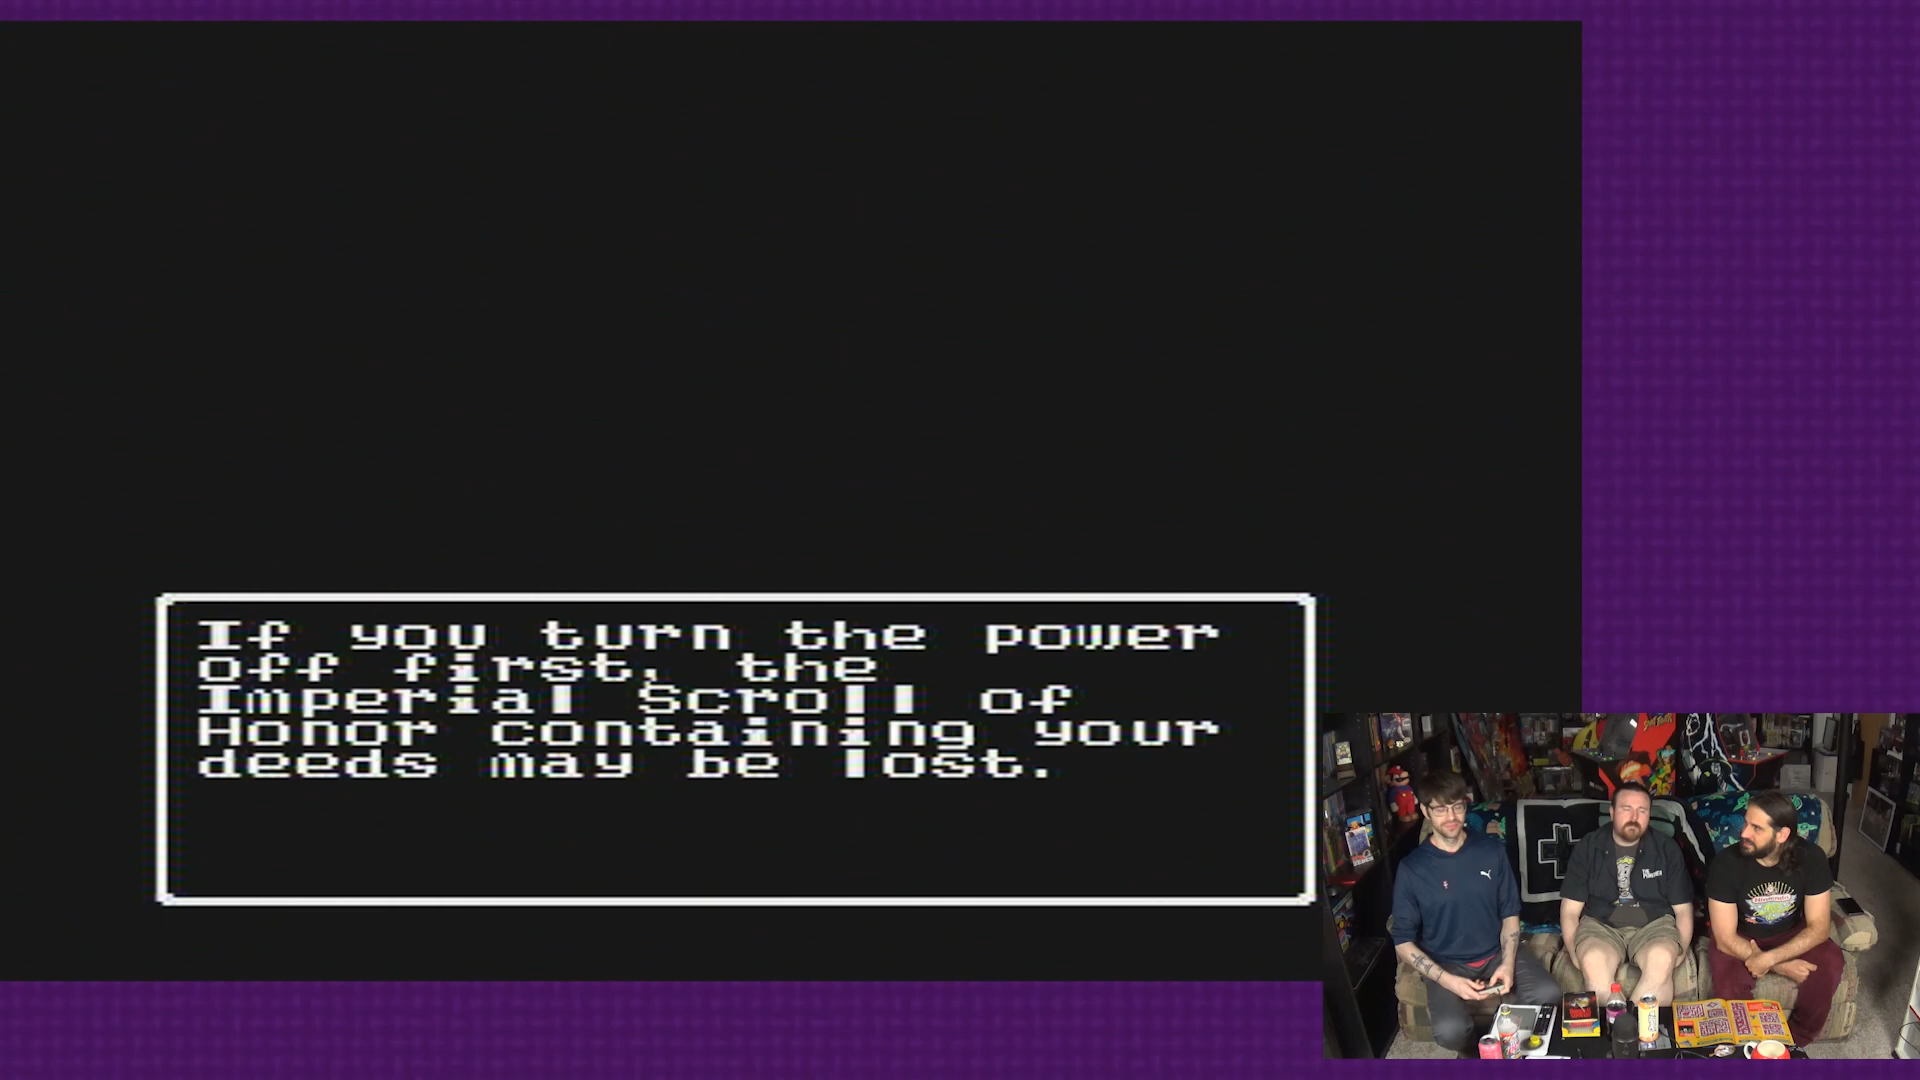 If you turn the power
off first, the
Imperial Scroll of
Honor containing your
deeds may be lost.